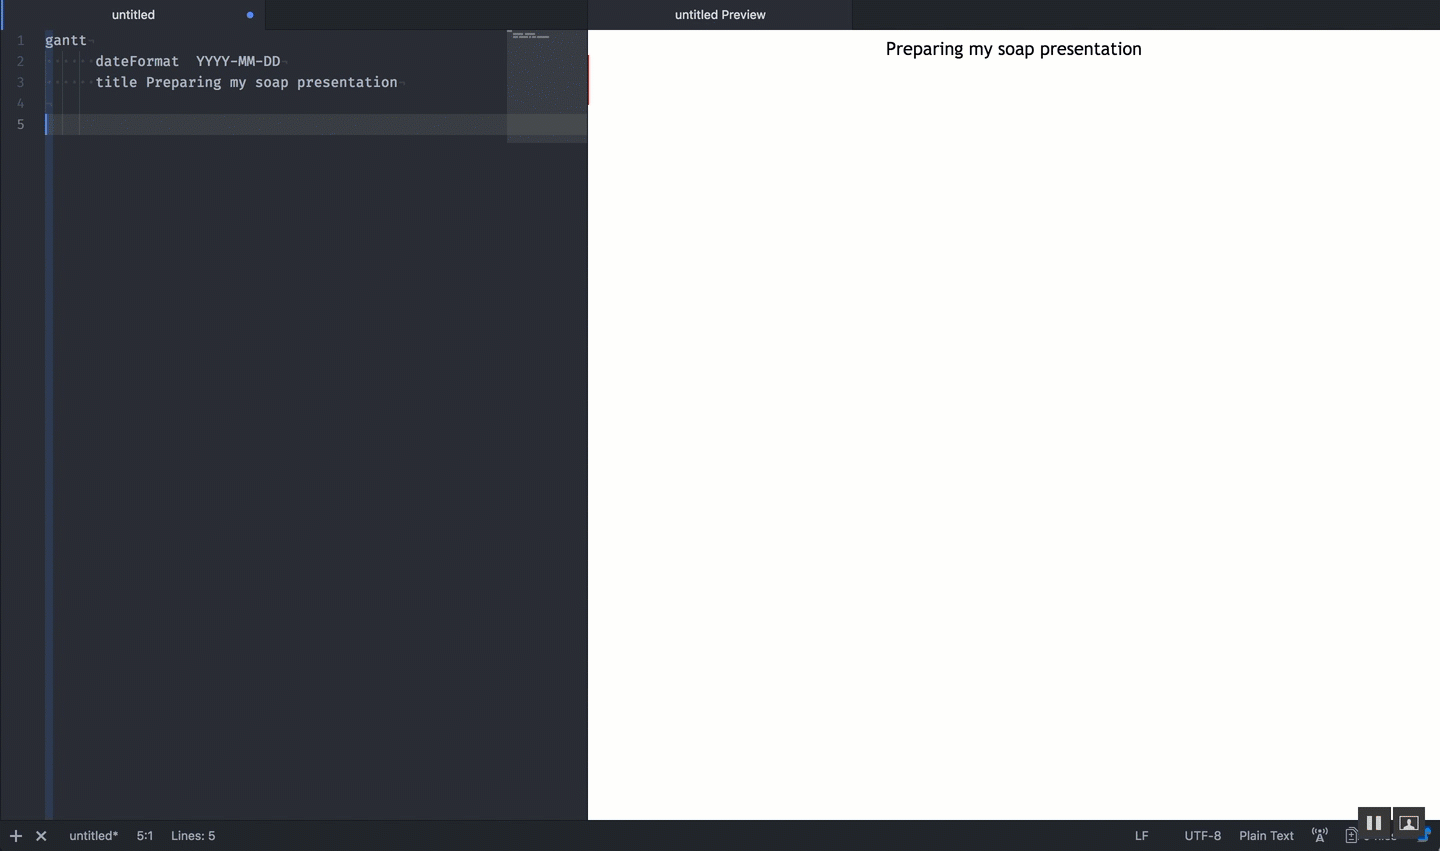 untitled
untitled Preview
1 gantt
2 dateFormat  YYYY-MM-DD
3 title Preparing my soap presentation
4
5
Preparing my soap presentation
untitled* 5:1 Lines: 5
LF UTF-8 Plain Text